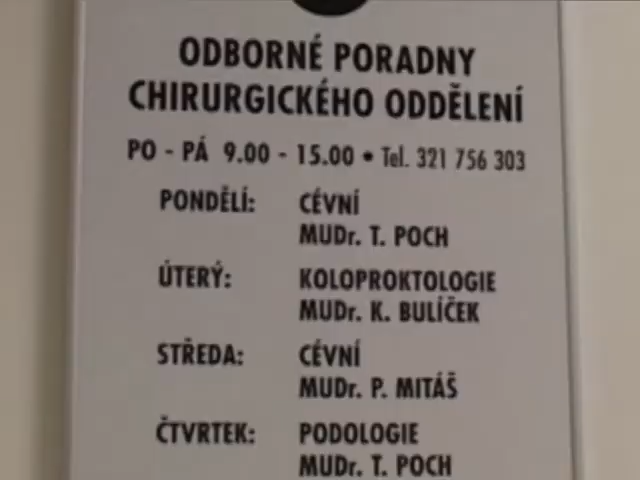 ODBORNÉ PORADNY
CHIRURGICKÉHO ODDĚLENÍ
PO - PÁ 9.00 - 15.00 • Tel. 321 756 303
PONDĚLÍ: CÉVNÍ
MUDr. T. POCH
ÚTERÝ: KOLOPROKTOLOGIE
MUDr. K. BULÍČEK
STŘEDA: CÉVNÍ
MUDr. P. MITÁŠ
ČTVRTEK: PODOLOGIE
MUDr. T. POCH